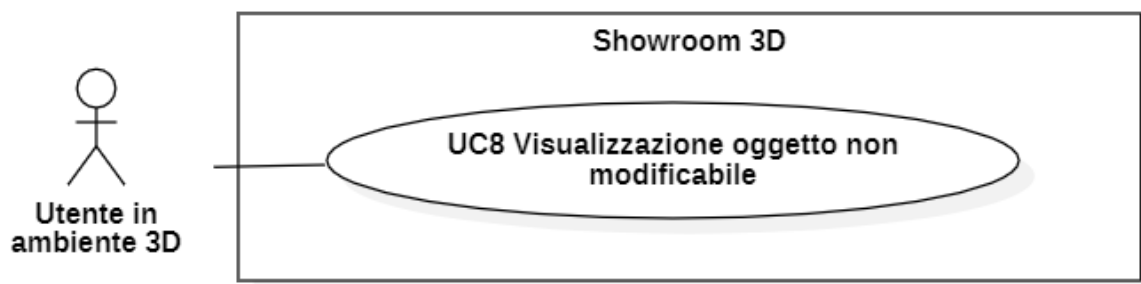 Showroom 3D
UC8 Visualizzazione oggetto non
modificabile
Utente in
ambiente 3D